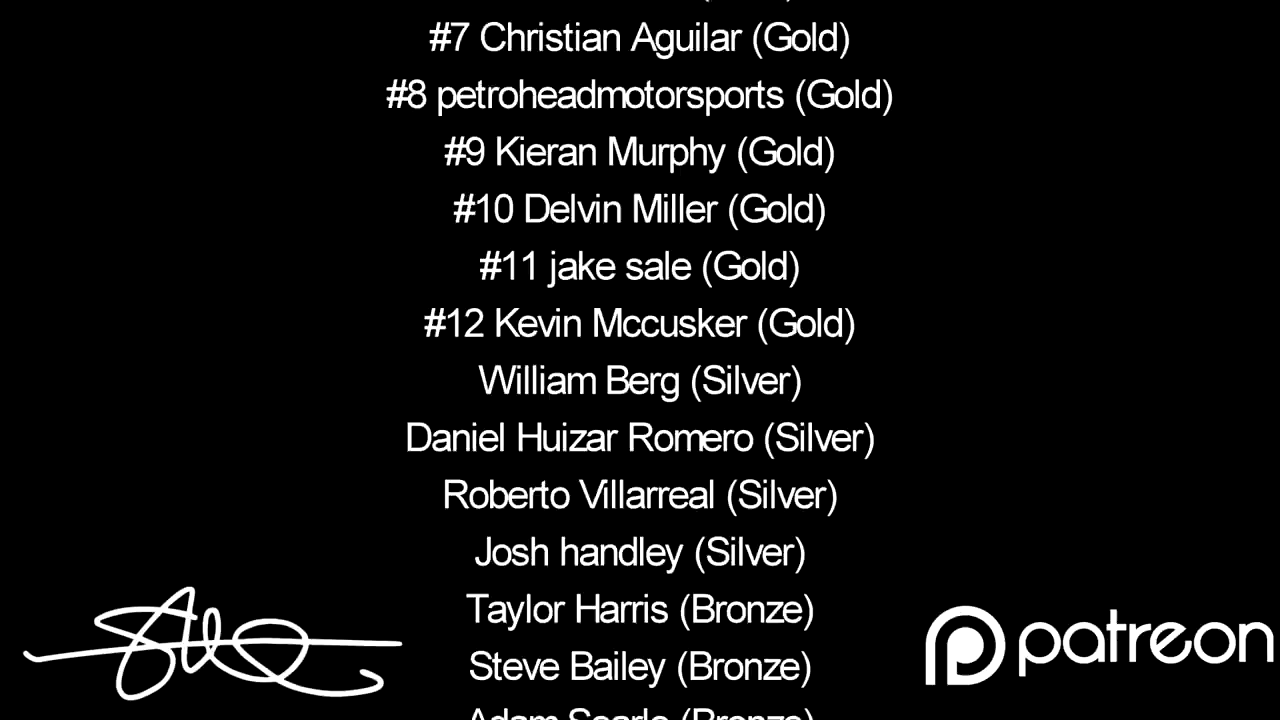 #7 Christian Aguilar (Gold)
#8 petroheadmotorsports (Gold)
#9 Kieran Murphy (Gold)
#10 Delvin Miller (Gold)
#11 jake sale (Gold)
#12 Kevin Mccusker (Gold)
William Berg (Silver)
Daniel Huizar Romero (Silver)
Roberto Villarreal (Silver)
Josh handley (Silver)
Taylor Harris (Bronze)
Steve Bailey (Bronze)
patreon